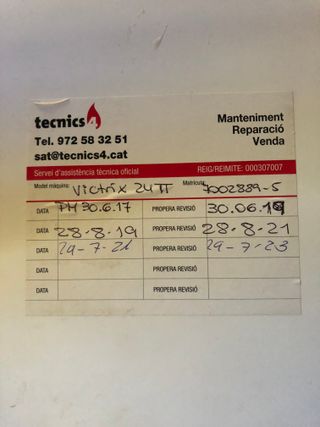 tecnics4
Tel. 972 58 32 51
sat@tecnics4.cat
Manteniment
Reparació
Venda
Servei d'assistència tècnica oficial REIG/REIMITE: 000307007
Model màquina: Victrix 24 TT Matrícula: 1002889-5
DATA PM 30.6.17 PROPERA REVISIÓ 30.06.19
DATA 28-8-19 PROPERA REVISIÓ 28-8-21
DATA 29-7-21 PROPERA REVISIÓ 29-7-23
DATA PROPERA REVISIÓ
DATA PROPERA REVISIÓ